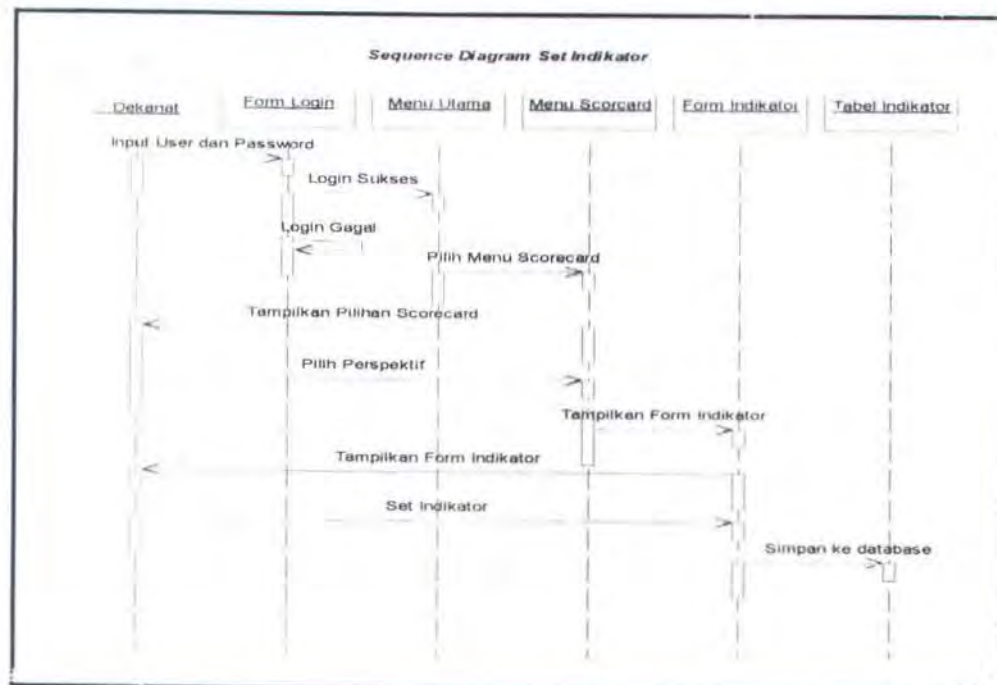 Sequence Diagram Set Indikator
Dekanat
Form Login
Menu Utama
Menu Scorcard
Form Indikator
Tabel Indikator
Input User dan Password
Login Sukses
Login Gagal
Pilih Menu Scorecard
Tampilkan Pilihan Scorecard
Pilih Perspektif
Tampilkan Form Indikator
Tampilkan Form Indikator
Set Indikator
Simpan ke database